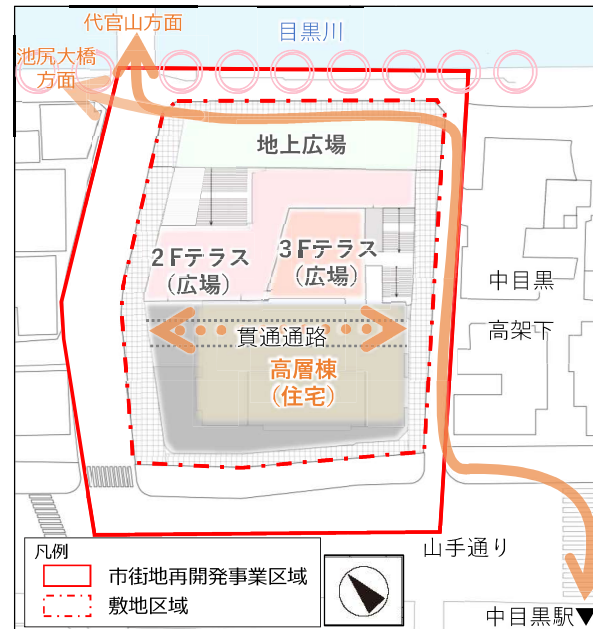 代官山方面
目黒川
池尻大橋
方面
地上広場
2Fテラス
(広場)
3Fテラス
(広場)
中目黒
高架下
貫通通路
高層棟
(住宅)
山手通り
凡例
市街地再開発事業区域
敷地区域
中目黒駅▼